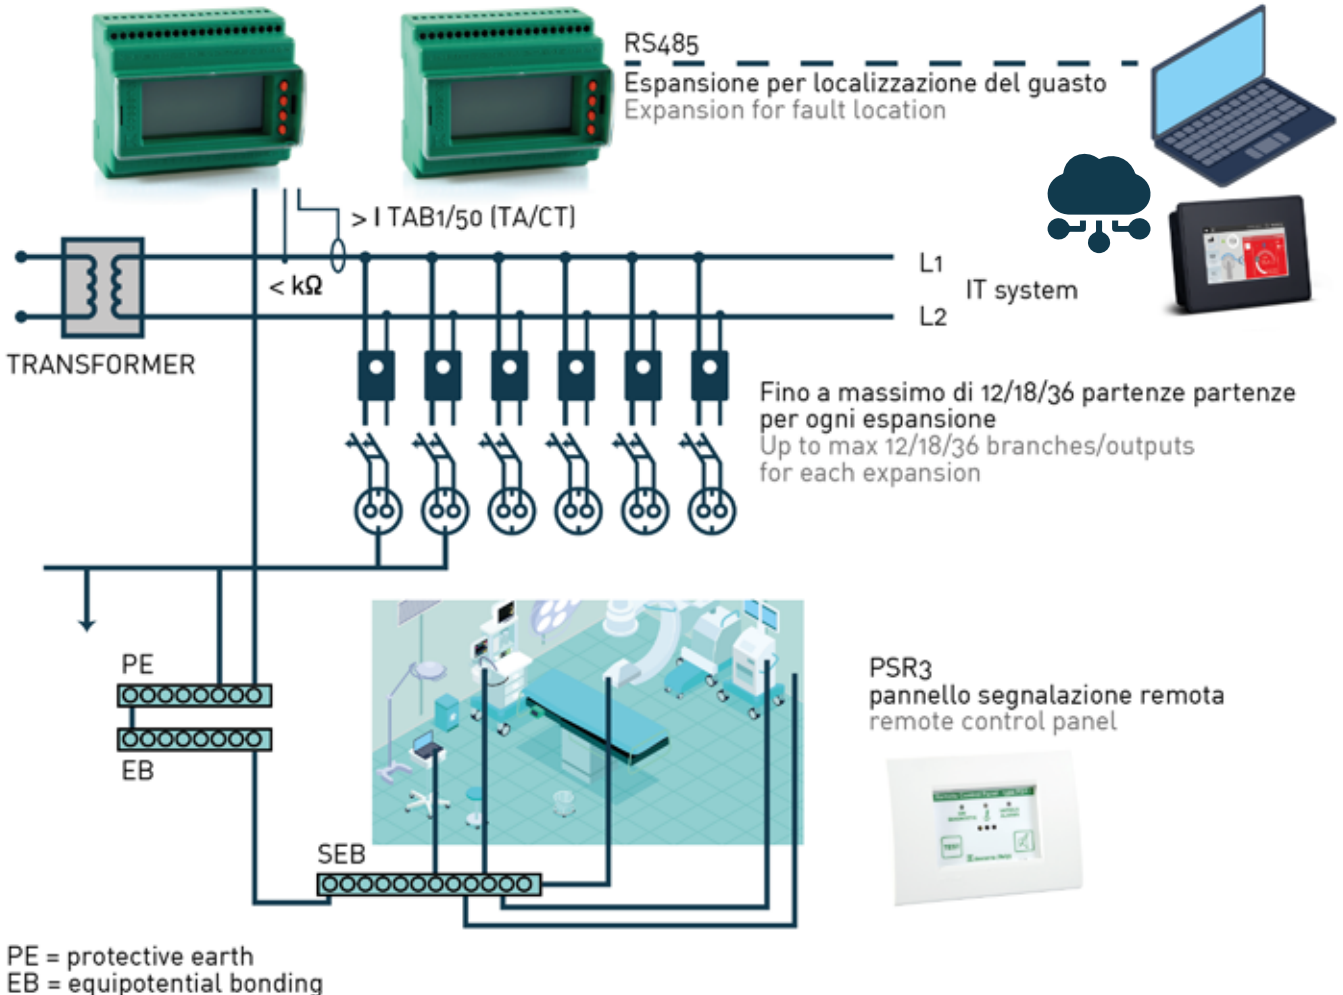 RS485
Espansione per localizzazione del guasto
Expansion for fault location
> I TAB1/50 (TA/CT)
< kΩ
L1
IT system
L2
TRANSFORMER
Fino a massimo di 12/18/36 partenze partenze
per ogni espansione
Up to max 12/18/36 branches/outputs
for each expansion
PE
EB
PSR3
pannello segnalazione remota
remote control panel
TEST
SEB
PE = protective earth
EB = equipotential bonding